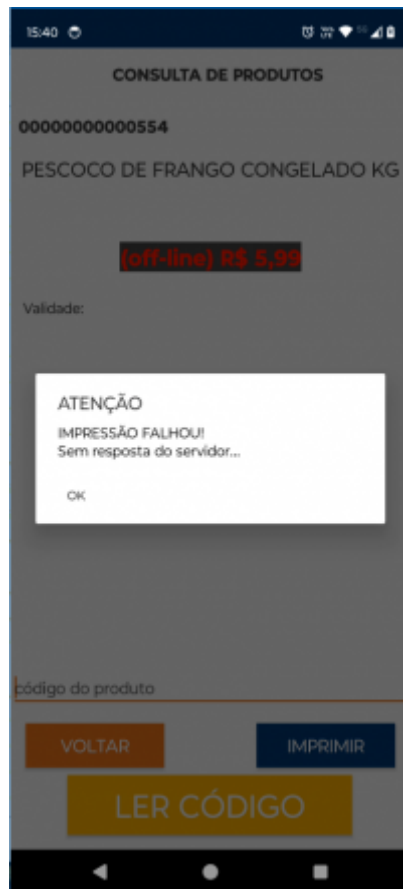 15:40
CONSULTA DE PRODUTOS
00000000000554
PESCOCO DE FRANGO CONGELADO KG
(off-line) R$ 5,99
Validade:
ATENÇÃO
IMPRESSÃO FALHOU!
Sem resposta do servidor...
OK
código do produto
VOLTAR
IMPRIMIR
LER CÓDIGO